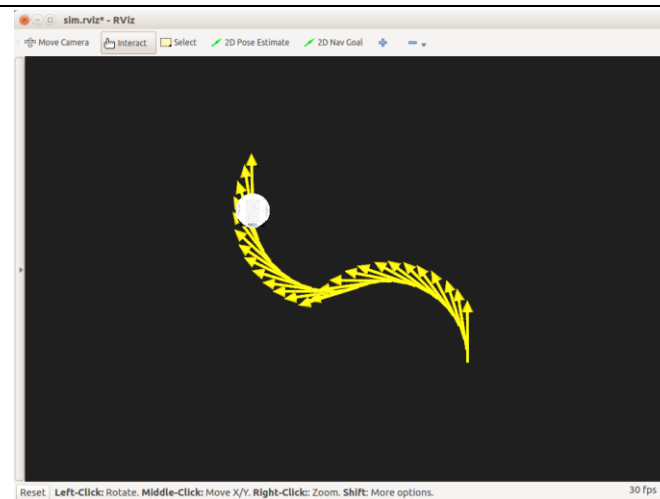 sim.rviz* - RViz
Move Camera Interact Select 2D Pose Estimate 2D Nav Goal
Reset Left-Click: Rotate. Middle-Click: Move X/Y. Right-Click:: Zoom. Shift: More options. 30 fps